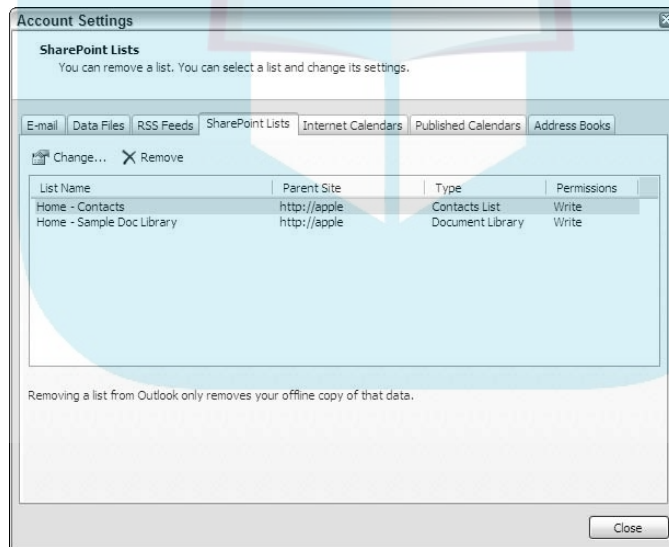 Account Settings
SharePoint Lists
You can remove a list. You can select a list and change its settings.
E-mail Data Files RSS Feeds SharePoint Lists Internet Calendars Published Calendars Address Books
Change... Remove
List Name Parent Site Type Permissions
Home - Contacts http://apple Contacts List Write
Home - Sample Doc Library http://apple Document Library Write
Removing a list from Outlook only removes your offline copy of that data.
Close